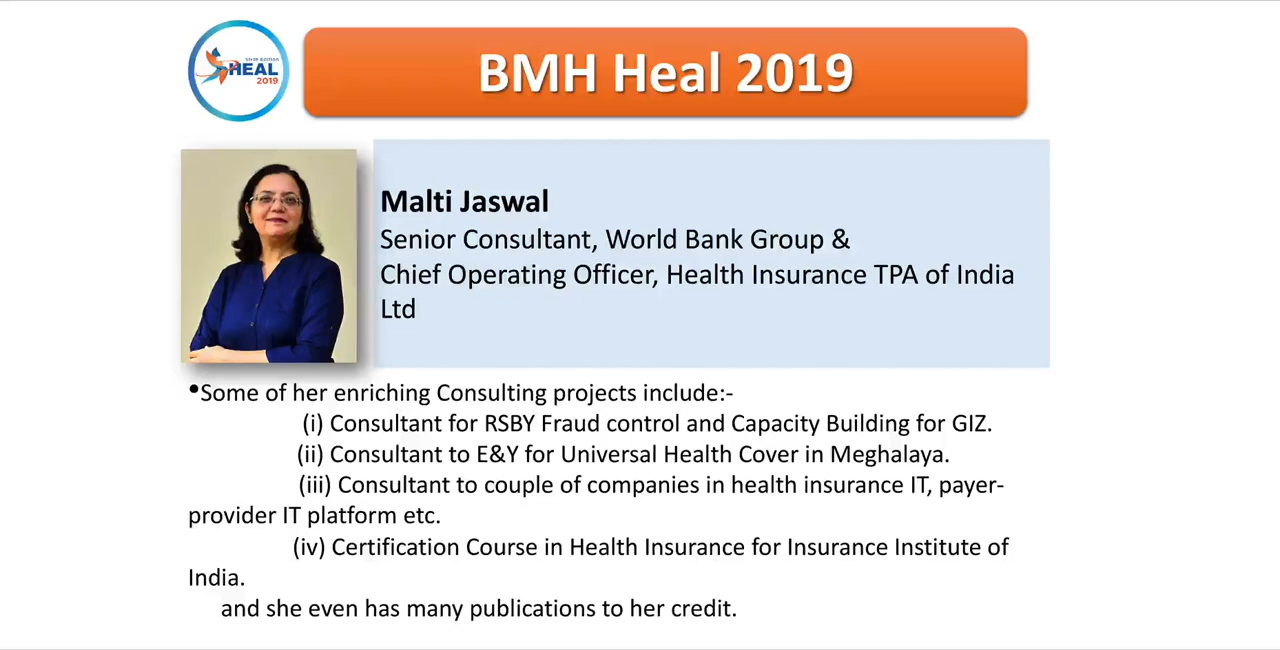 SIXTH EDITION
HEAL
2019
BMH Heal 2019
Malti Jaswal
Senior Consultant, World Bank Group &
Chief Operating Officer, Health Insurance TPA of India
Ltd
•Some of her enriching Consulting projects include:-
(i) Consultant for RSBY Fraud control and Capacity Building for GIZ.
(ii) Consultant to E&Y for Universal Health Cover in Meghalaya.
(iii) Consultant to couple of companies in health insurance IT, payer-
provider IT platform etc.
(iv) Certification Course in Health Insurance for Insurance Institute of
India.
and she even has many publications to her credit.